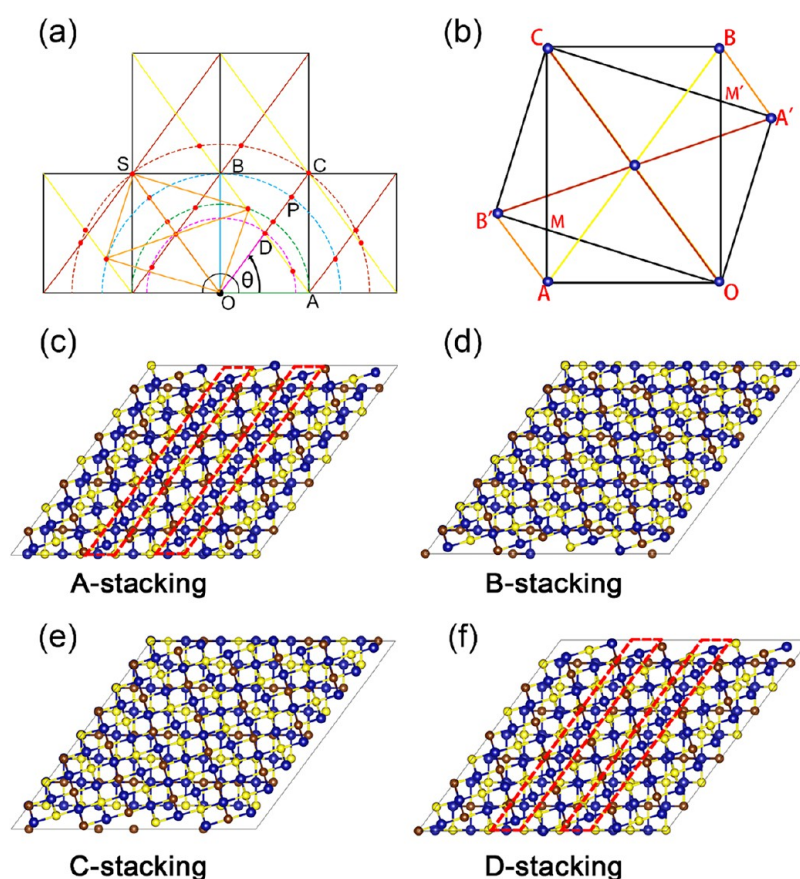 (a)
S
B
C
P
D
θ
O
A
(b)
C
B
M′
A′
B′
M
A
O
(c)
A-stacking
(d)
B-stacking
(e)
C-stacking
(f)
D-stacking